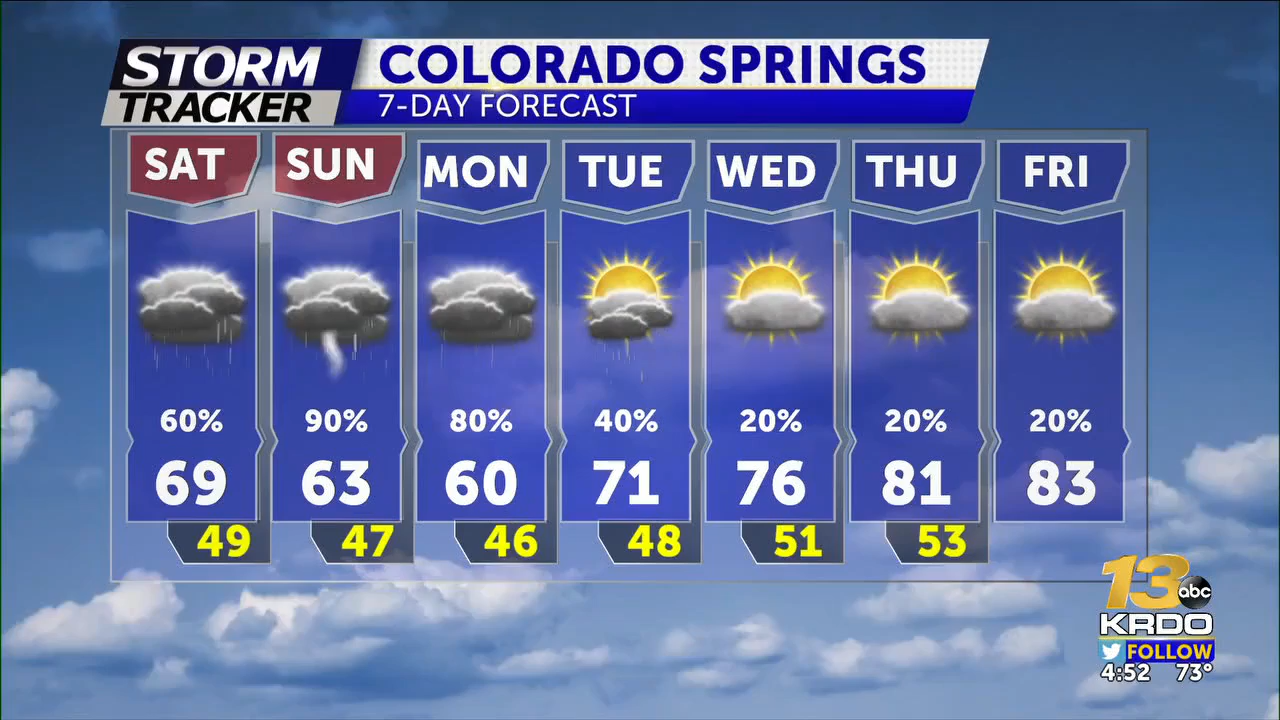 STORM
TRACKER
COLORADO SPRINGS
7-DAY FORECAST
SAT SUN MON TUE WED THU FRI
60% 90% 80% 40% 20% 20% 20%
69 63 60 71 76 81 83
49 47 46 48 51 53
13 abc
KRDO
FOLLOW
4:52 73°